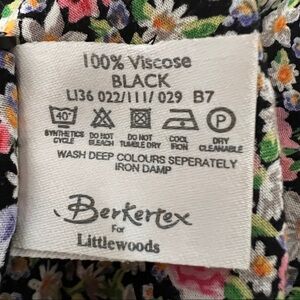 100% Viscose
BLACK
LI36 022/111/029 B7
40°
SYNTHETICS CYCLE
DO NOT BLEACH
DO NOT TUMBLE DRY
COOL IRON
P
DRY CLEANABLE
WASH DEEP COLOURS SEPERATELY
IRON DAMP
Berkertex
For
Littlewoods